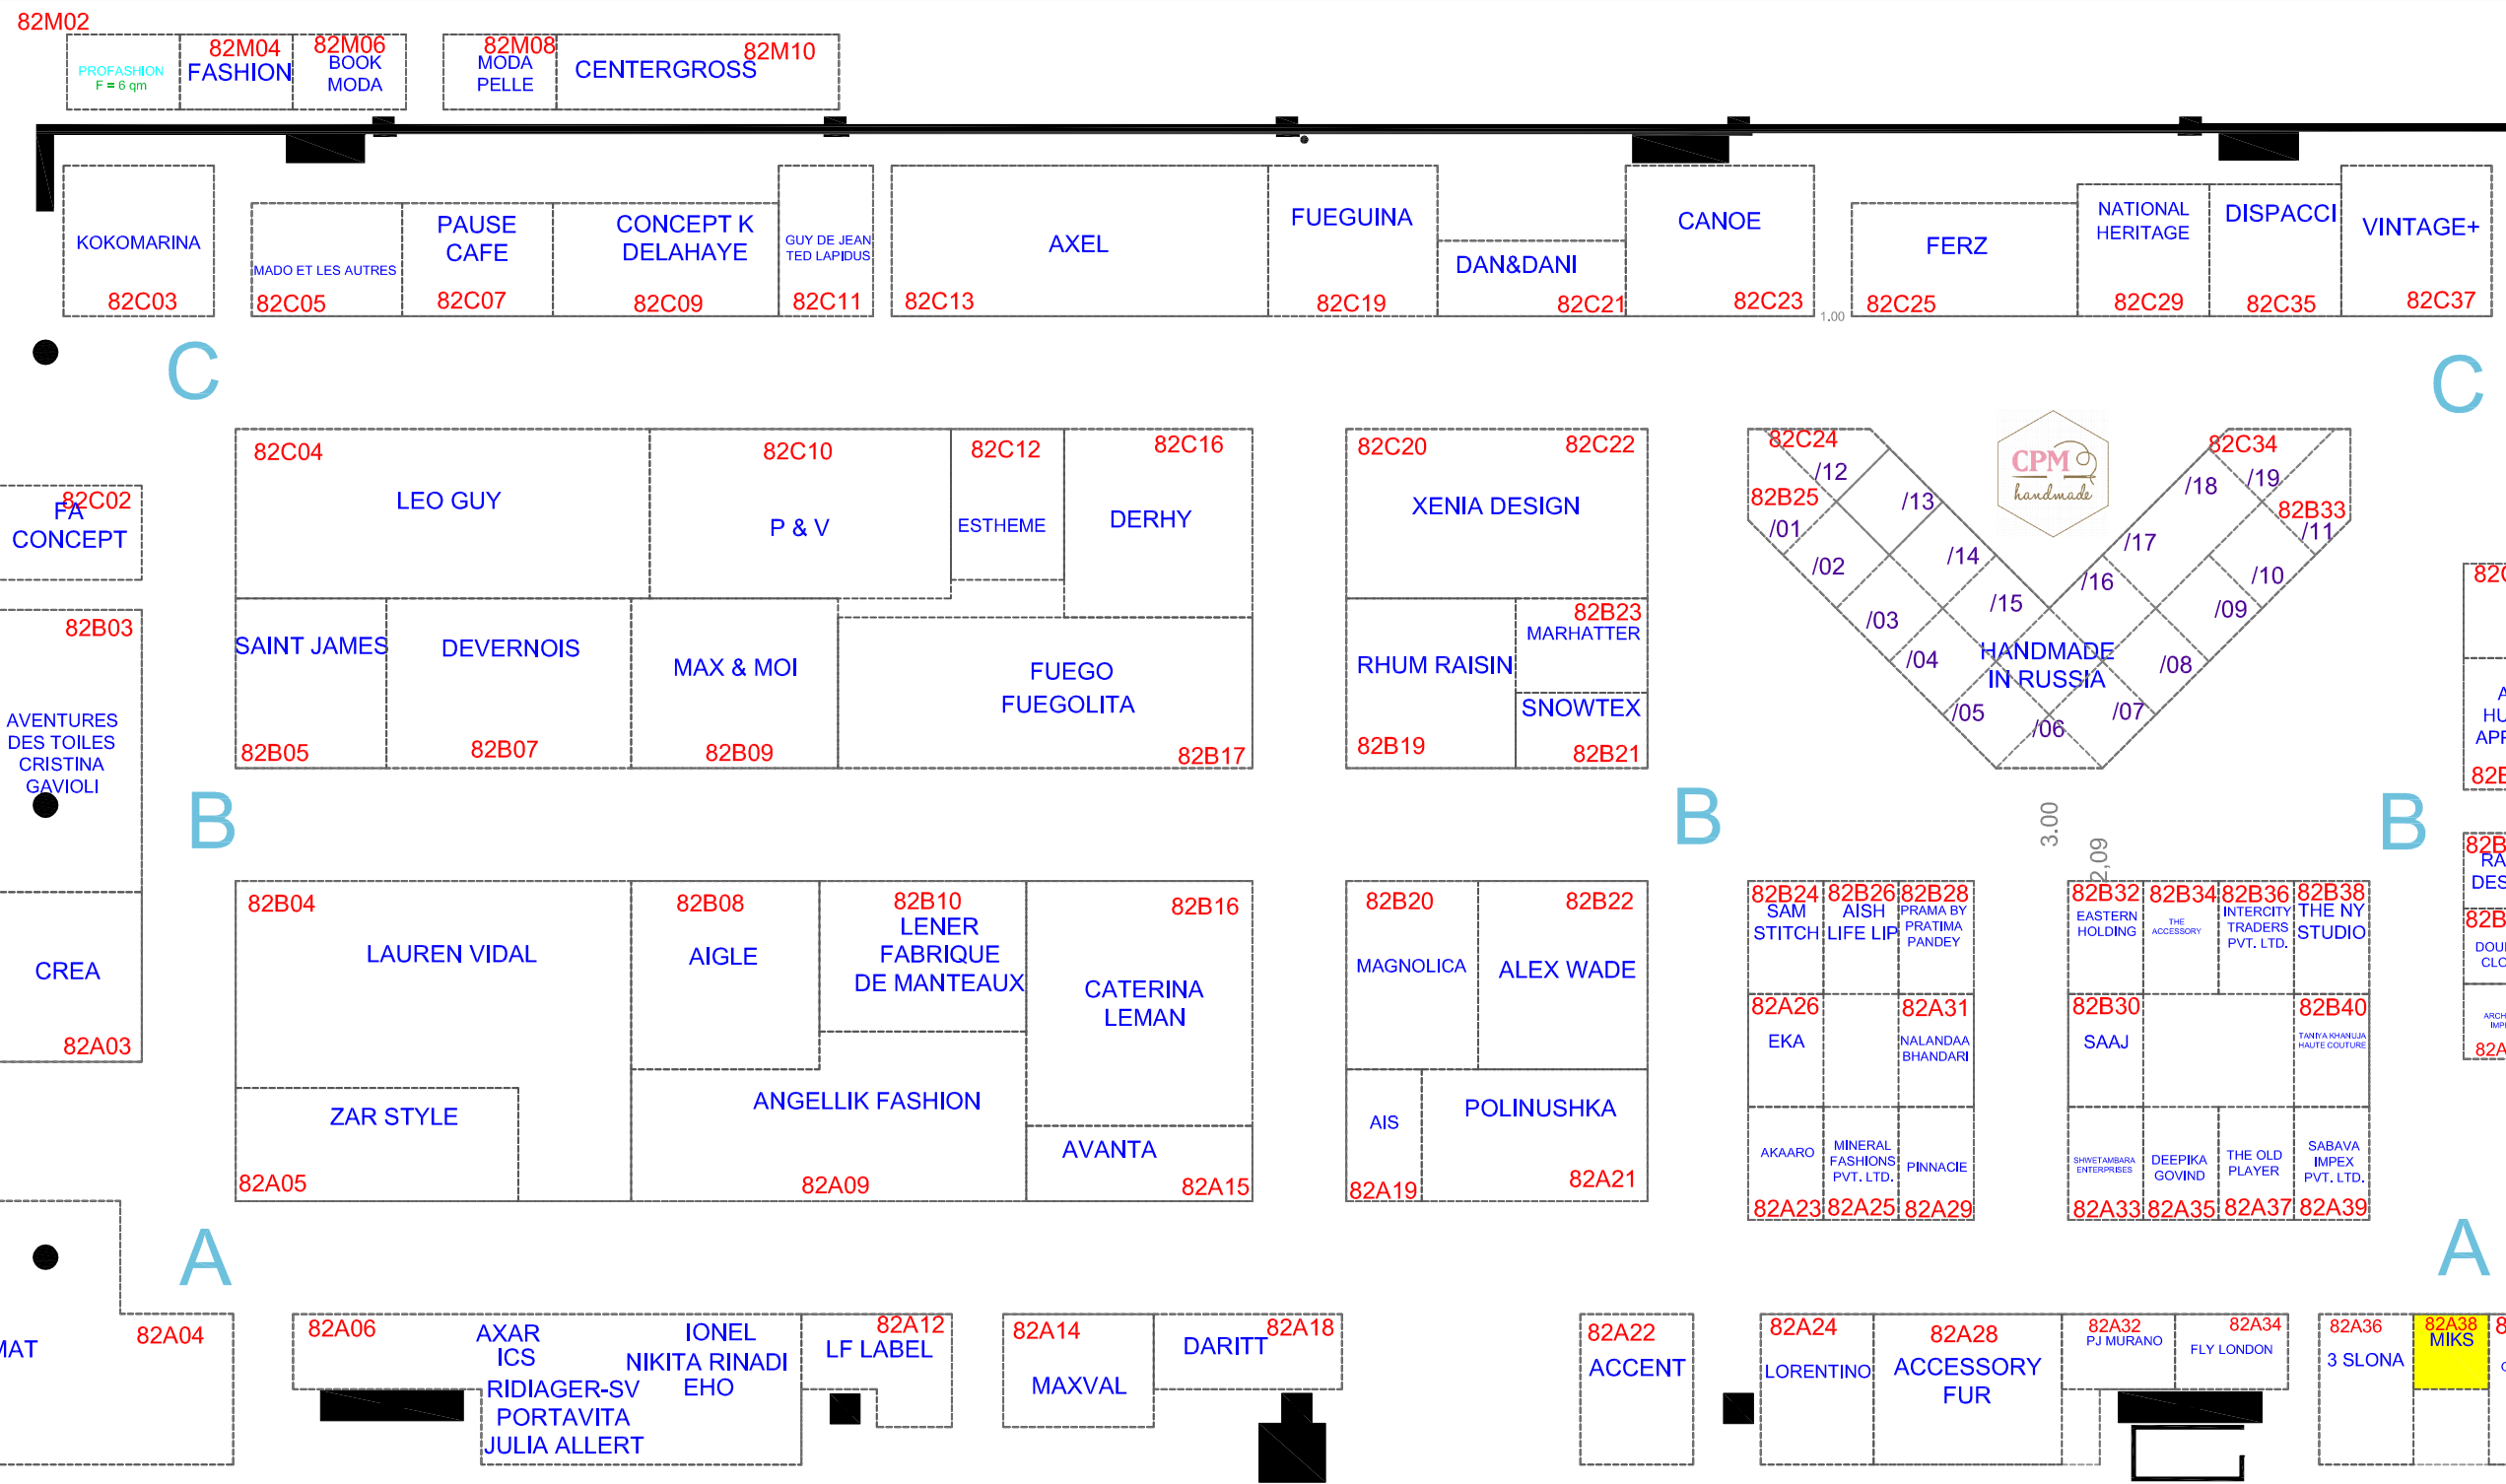 82M02
PROFASHION
F = 6 qm
82M04
FASHION
82M06
BOOK
MODA
82M08
MODA
PELLE
82M10
CENTERGROSS
KOKOMARINA
82C03
MADO ET LES AUTRES
82C05
PAUSE
CAFE
82C07
CONCEPT K
DELAHAYE
82C09
GUY DE JEAN
TED LAPIDUS
82C11
AXEL
82C13
FUEGUINA
82C19
DAN&DANI
82C21
CANOE
82C23
1.00
FERZ
82C25
NATIONAL
HERITAGE
82C29
DISPACCI
82C35
VINTAGE+
82C37
C
C
82C02
FA
CONCEPT
82C04
LEO GUY
82C10
P & V
82C12
ESTHEME
82C16
DERHY
82C20
82C22
XENIA DESIGN
82C24
/12
82B25
/01
/13
/02
/14
/03
/15
/04
/05
/06
CPM
handmade
82C34
/19
/18
82B33
/11
/17
/10
/16
/09
/08
/07
HANDMADE
IN RUSSIA
82B03
AVENTURES
DES TOILES
CRISTINA
GAVIOLI
SAINT JAMES
82B05
DEVERNOIS
82B07
MAX & MOI
82B09
FUEGO
FUEGOLITA
82B17
RHUM RAISIN
82B19
82B23
MARHATTER
SNOWTEX
82B21
B
B
B
3.00
2,09
CREA
82A03
82B04
LAUREN VIDAL
82B08
AIGLE
82B10
LENER
FABRIQUE
DE MANTEAUX
82B16
CATERINA
LEMAN
82B20
MAGNOLICA
82B22
ALEX WADE
82B24
SAM
STITCH
82B26
AISH
LIFE LIP
82B28
PRAMA BY
PRATIMA
PANDEY
82B32
EASTERN
HOLDING
82B34
THE
ACCESSORY
82B36
INTERCITY
TRADERS
PVT. LTD.
82B38
THE NY
STUDIO
82A26
EKA
82A31
NALANDAA
BHANDARI
82B30
SAAJ
82B40
TANIYA KHANUJA
HAUTE COUTURE
ZAR STYLE
82A05
ANGELLIK FASHION
82A09
AVANTA
82A15
AIS
82A19
POLINUSHKA
82A21
AKAARO
82A23
MINERAL
FASHIONS
PVT. LTD.
82A25
PINNACIE
82A29
SHWETAMBARA
ENTERPRISES
82A33
DEEPIKA
GOVIND
82A35
THE OLD
PLAYER
82A37
SABAVA
IMPEX
PVT. LTD.
82A39
A
A
82A04
82A06
AXAR
ICS
RIDIAGER-SV
PORTAVITA
JULIA ALLERT
IONEL
NIKITA RINADI
EHO
82A12
LF LABEL
82A14
MAXVAL
82A18
DARITT
82A22
ACCENT
82A24
LORENTINO
82A28
ACCESSORY
FUR
82A32
PJ MURANO
82A34
FLY LONDON
82A36
3 SLONA
82A38
MIKS